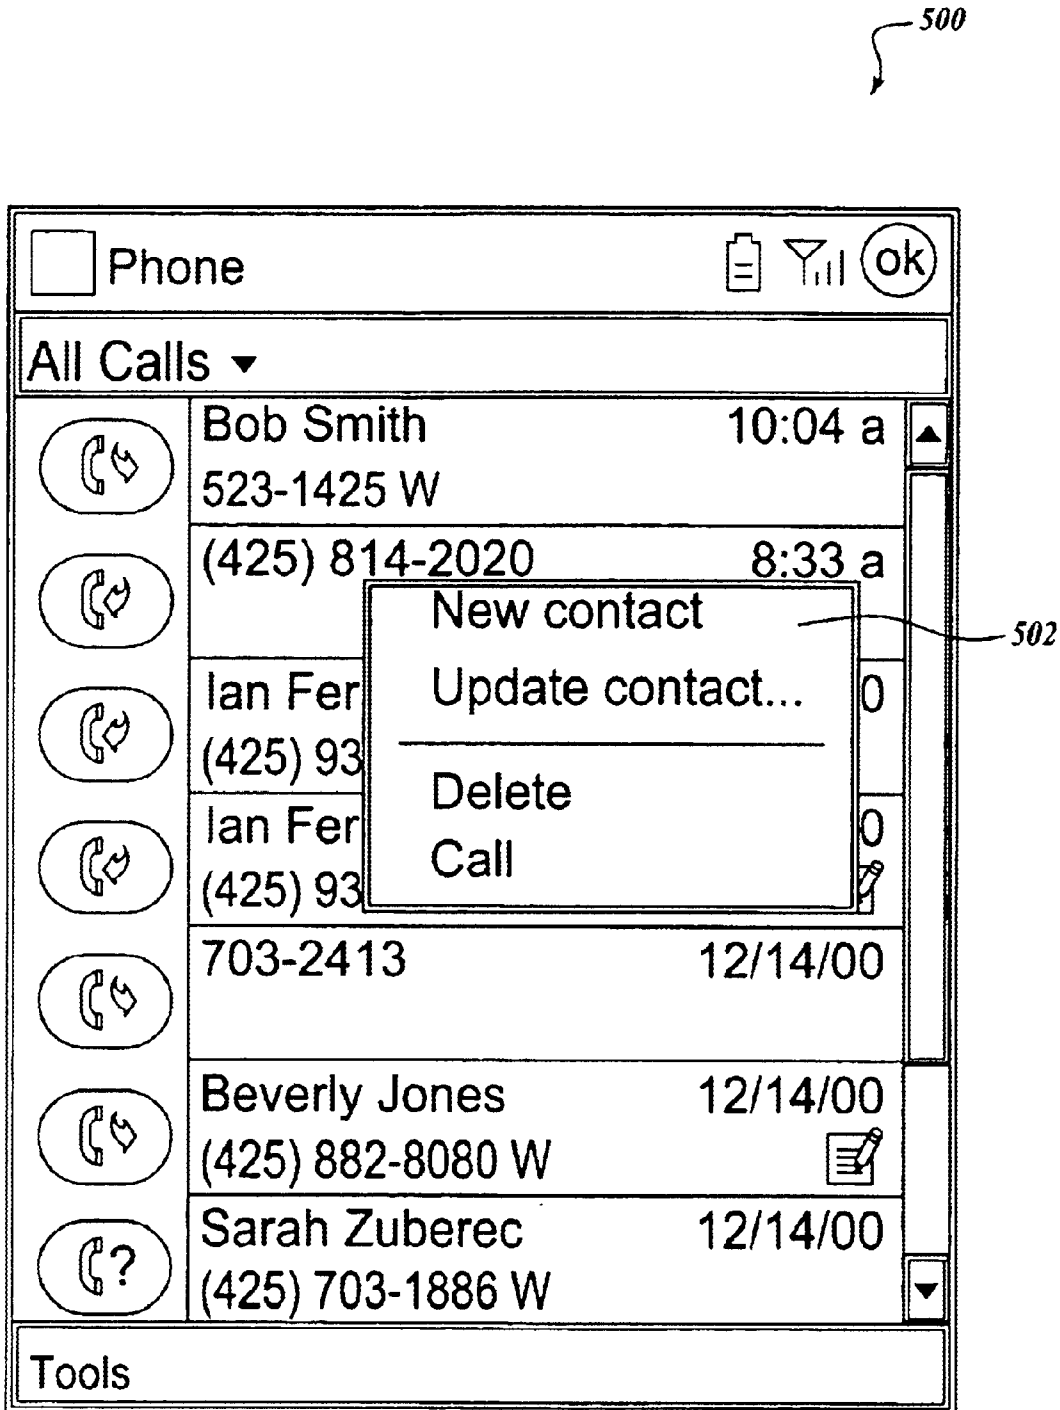 500
Phone ok
All Calls
Bob Smith 10:04 a
523-1425 W
(425) 814-2020 8:33 a
New contact
502
Ian Fer Update contact... 0
(425) 93
Delete
Ian Fer 0
Call
(425) 93
703-2413 12/14/00
Beverly Jones 12/14/00
(425) 882-8080 W
?
Sarah Zuberec 12/14/00
(425) 703-1886 W
Tools